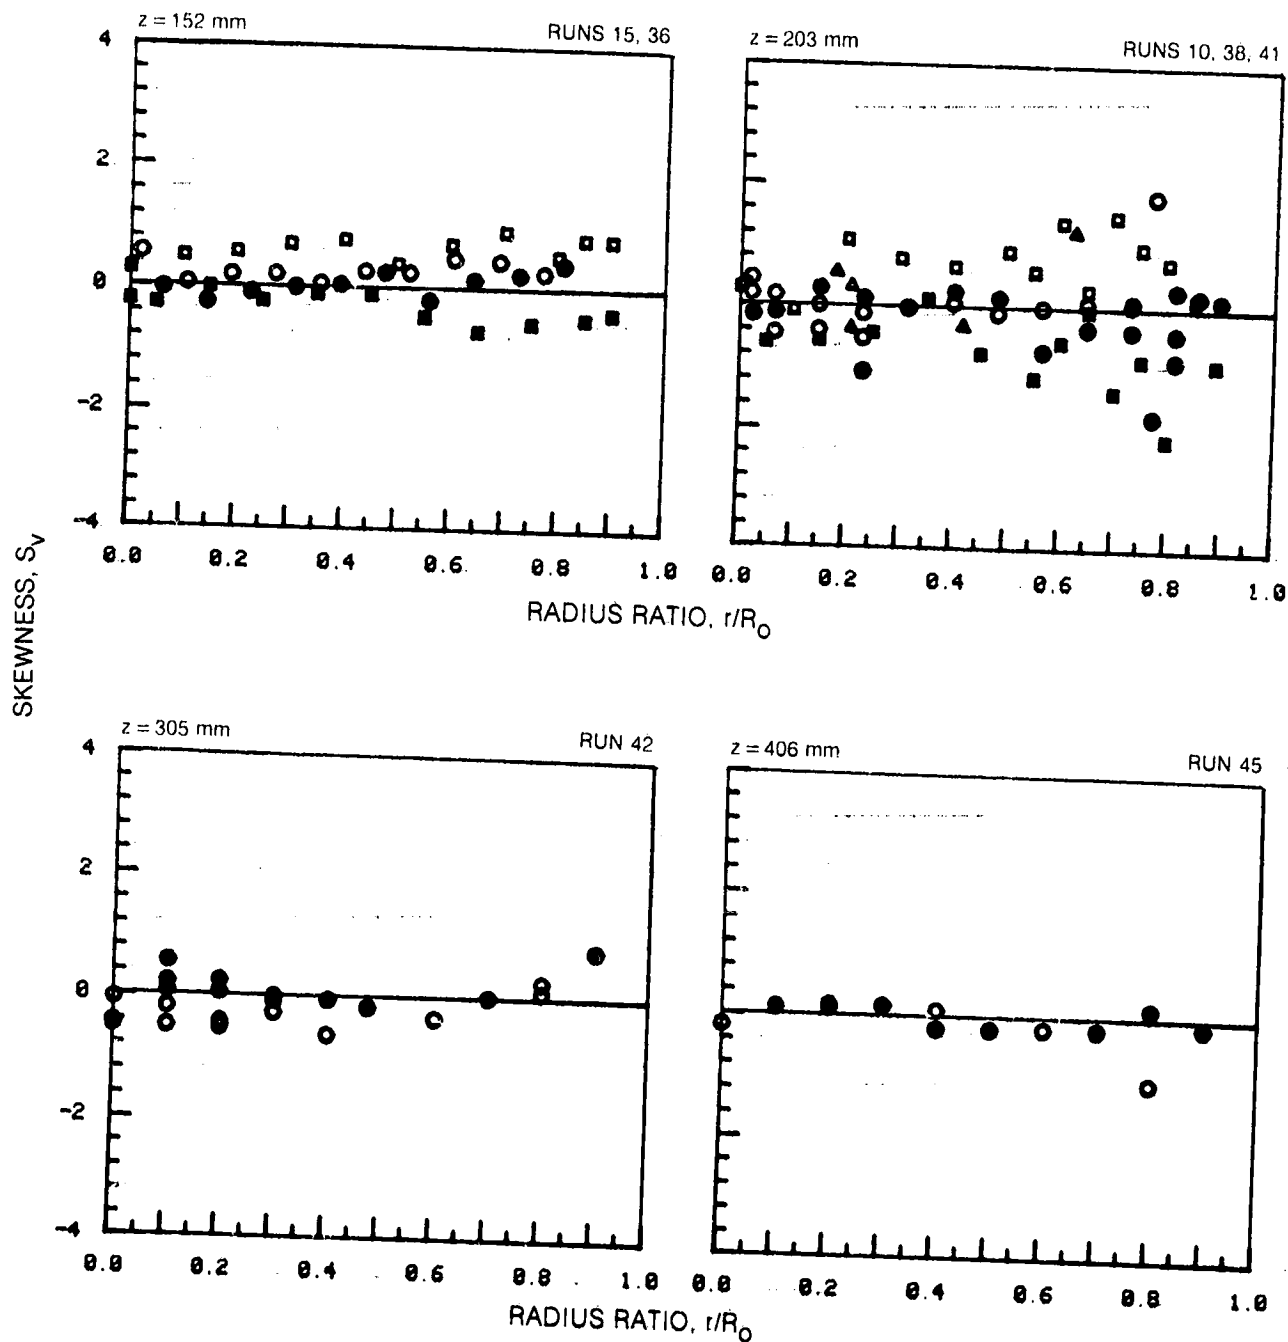 z = 152 mm
RUNS 15, 36
z = 203 mm
RUNS 10, 38, 41
4
2
0
-2
-4
0.0 0.2 0.4 0.6 0.8 1.0
0.0 0.2 0.4 0.6 0.8 1.0
RADIUS RATIO, r/Ro
SKEWNESS, Sv
z = 305 mm
RUN 42
z = 406 mm
RUN 45
4
2
0
-2
-4
0.0 0.2 0.4 0.6 0.8 1.0
0.0 0.2 0.4 0.6 0.8 1.0
RADIUS RATIO, r/Ro